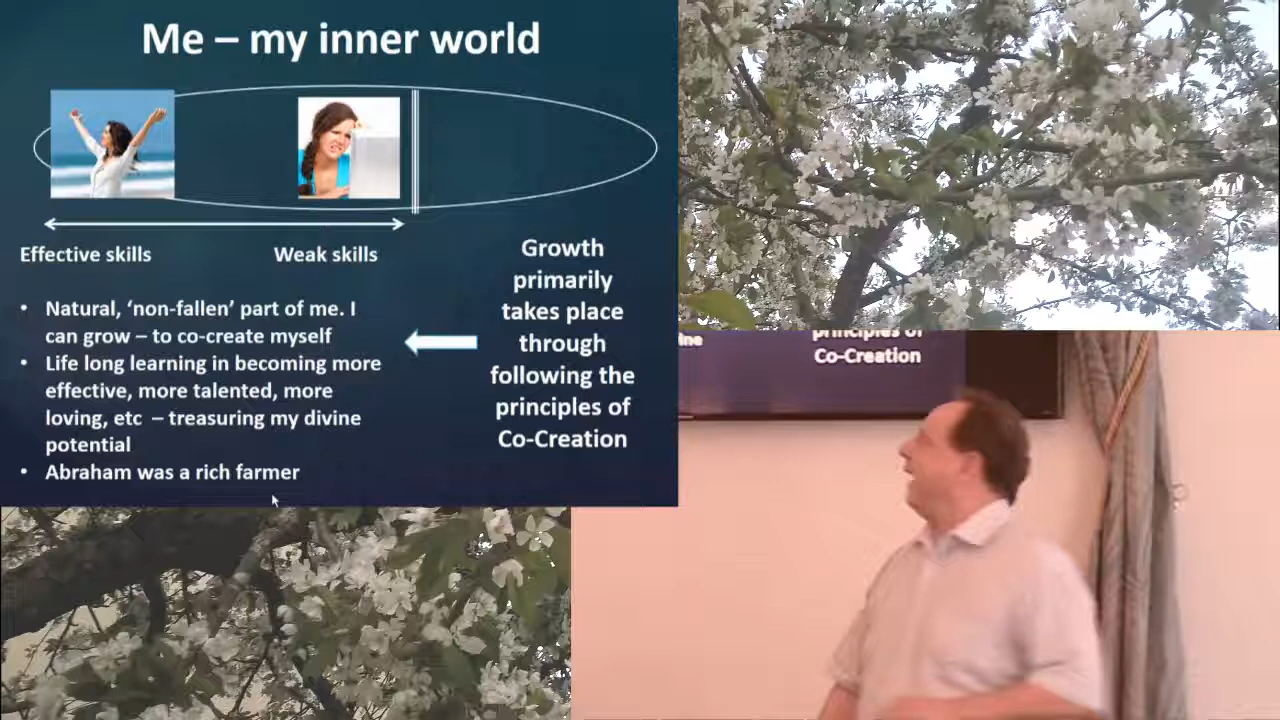 Me – my inner world
Effective skills
Weak skills
• Natural, ‘non-fallen’ part of me. I
can grow – to co-create myself
• Life long learning in becoming more
effective, more talented, more
loving, etc – treasuring my divine
potential
• Abraham was a rich farmer
Growth
primarily
takes place
through
following the
principles of
Co-Creation
principles of
Co-Creation